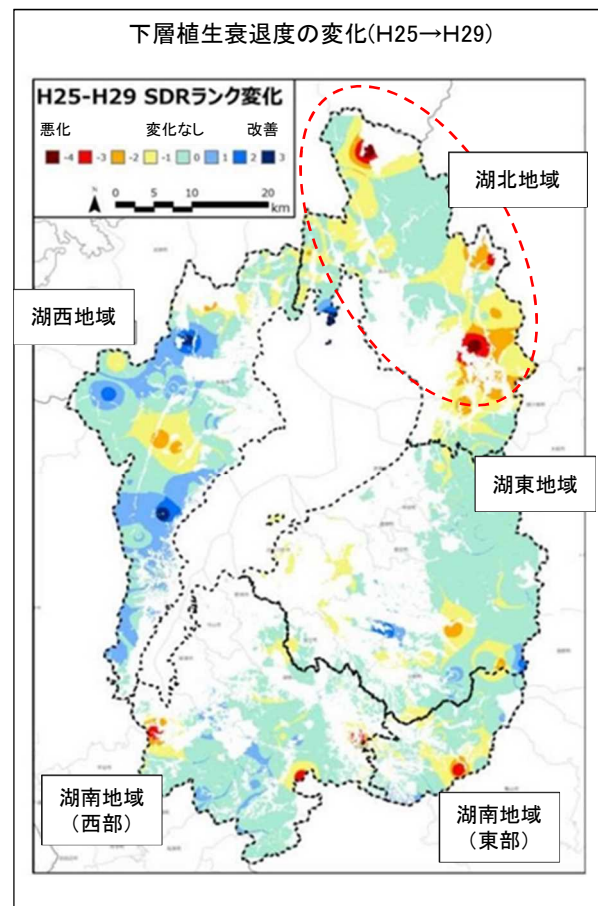 下層植生衰退度の変化(H25→H29)
H25-H29 SDRランク変化
悪化 変化なし 改善
-4 -3 -2 -1 0 1 2 3
N
0 5 10 20
km
湖北地域
湖西地域
湖東地域
湖南地域
（西部）
湖南地域
（東部）